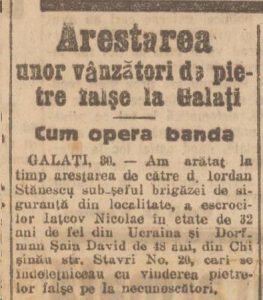 Arestarea
unor vânzători de pie-
tre false la Galați
Cum opera banda
GALAȚI, 30. — Am arătat la
timp arestarea de către d. Iordan
Stănescu sub-șeful brigăzei de si-
guranță din localitate, a escroci-
lor Iațcov Nicolae în etate de 32
ani de fel din Ucraina și Dorf-
man Șain David de 48 ani, din Chi
șinău str. Stavri No. 20, cari se
îndeletniceau cu vinderea pietre-
lor false pe la necunoscători.